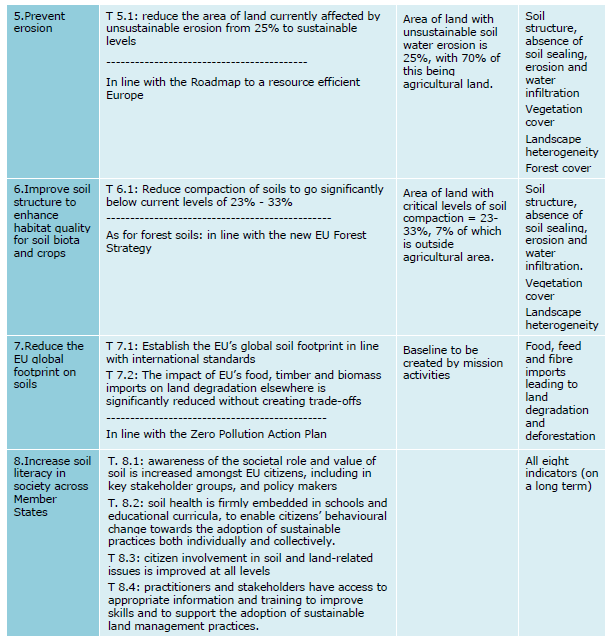 5.Prevent
erosion
T 5.1: reduce the area of land currently affected by
unsustainable erosion from 25% to sustainable
levels
------------------------------------------
In line with the Roadmap to a resource efficient
Europe
Area of land with
unsustainable soil
water erosion is
25%, with 70% of
this being
agricultural land.
Soil
structure,
absence of
soil sealing,
erosion and
water
infiltration
Vegetation
cover
Landscape
heterogeneity
Forest cover
6.Improve soil
structure to
enhance
habitat quality
for soil biota
and crops
T 6.1: Reduce compaction of soils to go significantly
below current levels of 23% - 33%
-----------------------------------------------
As for forest soils: in line with the new EU Forest
Strategy
Area of land with
critical levels of soil
compaction = 23-
33%, 7% of which
is outside
agricultural area.
Soil
structure,
absence of
soil sealing,
erosion and
water
infiltration.
Vegetation
cover
Landscape
heterogeneity
7.Reduce the
EU global
footprint on
soils
T 7.1: Establish the EU's global soil footprint in line
with international standards
T 7.2: The impact of EU's food, timber and biomass
imports on land degradation elsewhere is
significantly reduced without creating trade-offs
----------------------------------------------
In line with the Zero Pollution Action Plan
Baseline to be
created by mission
activities
Food, feed
and fibre
imports
leading to
land
degradation
and
deforestation
8.Increase soil
literacy in
society across
Member
States
T. 8.1: awareness of the societal role and value of
soil is increased amongst EU citizens, including in
key stakeholder groups, and policy makers
T. 8.2: soil health is firmly embedded in schools and
educational curricula, to enable citizens' behavioural
change towards the adoption of sustainable
practices both individually and collectively.
T 8.3: citizen involvement in soil and land-related
issues is improved at all levels
T 8.4: practitioners and stakeholders have access to
appropriate information and training to improve
skills and to support the adoption of sustainable
land management practices.
All eight
indicators (on
a long term)